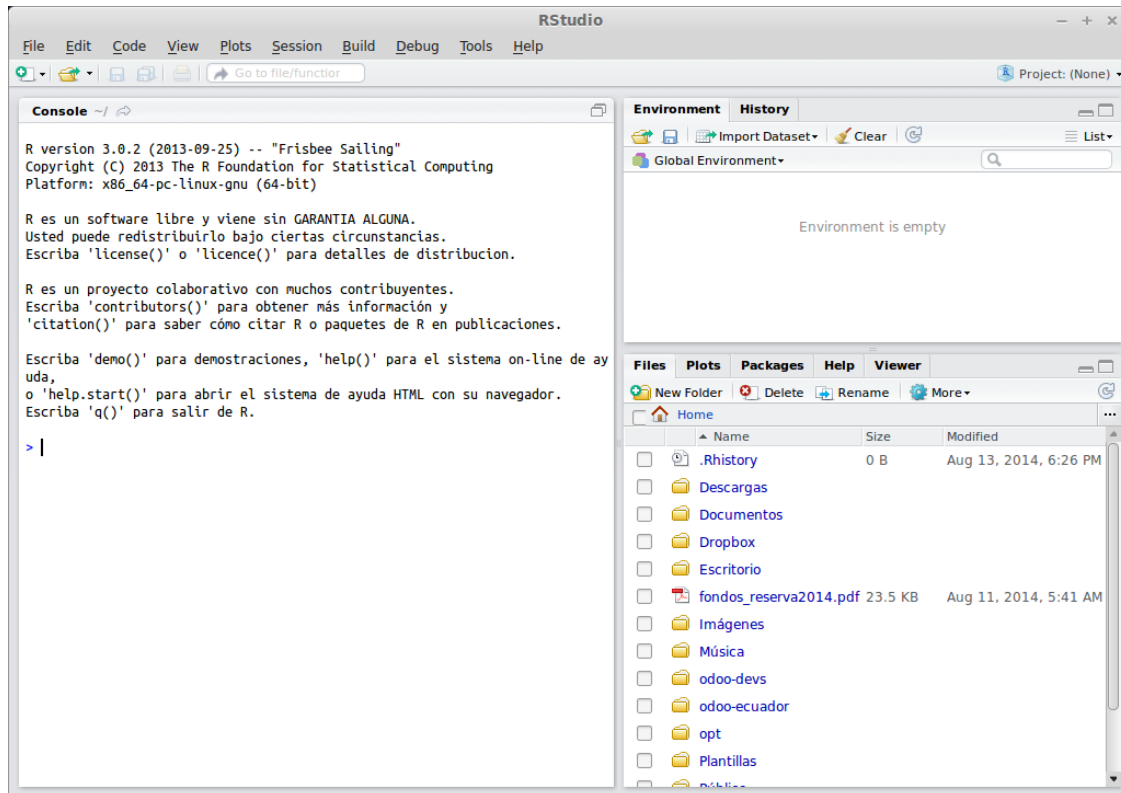 RStudio
File Edit Code View Plots Session Build Debug Tools Help
Go to file/functior
Project: (None)
Console ~/
R version 3.0.2 (2013-09-25) -- "Frisbee Sailing"
Copyright (C) 2013 The R Foundation for Statistical Computing
Platform: x86_64-pc-linux-gnu (64-bit)
R es un software libre y viene sin GARANTIA ALGUNA.
Usted puede redistribuirlo bajo ciertas circunstancias.
Escriba 'license()' o 'licence()' para detalles de distribucion.
R es un proyecto colaborativo con muchos contribuyentes.
Escriba 'contributors()' para obtener más información y
'citation()' para saber cómo citar R o paquetes de R en publicaciones.
Escriba 'demo()' para demostraciones, 'help()' para el sistema on-line de ay
uda,
o 'help.start()' para abrir el sistema de ayuda HTML con su navegador.
Escriba 'q()' para salir de R.
>
Environment History
Import Dataset Clear List
Global Environment
Environment is empty
Files Plots Packages Help Viewer
New Folder Delete Rename More
Home
Name Size Modified
.Rhistory 0 B Aug 13, 2014, 6:26 PM
Descargas
Documentos
Dropbox
Escritorio
fondos_reserva2014.pdf 23.5 KB Aug 11, 2014, 5:41 AM
Imágenes
Música
odoo-devs
odoo-ecuador
opt
Plantillas